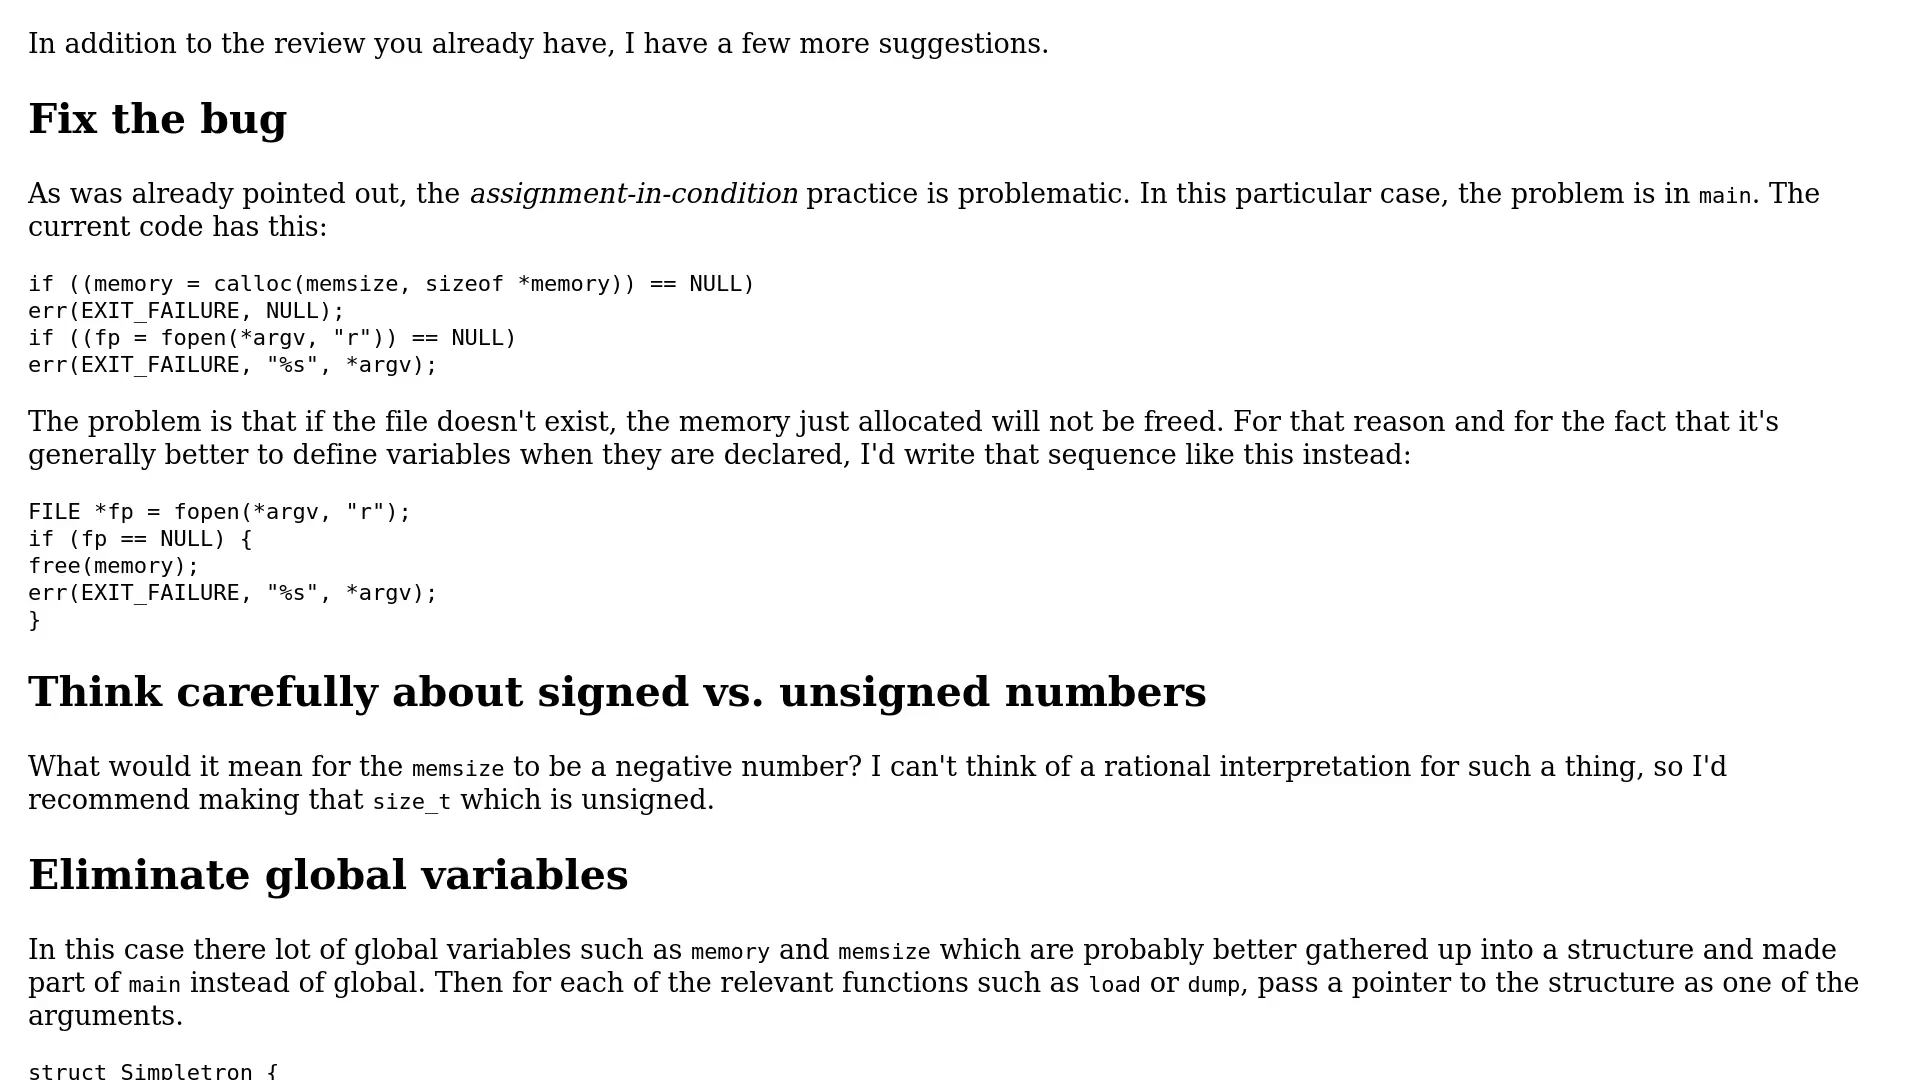 In addition to the review you already have, I have a few more suggestions.
Fix the bug
As was already pointed out, the assignment-in-condition practice is problematic. In this particular case, the problem is in main. The
current code has this:
if ((memory = calloc(memsize, sizeof *memory)) == NULL)
err(EXIT_FAILURE, NULL);
if ((fp = fopen(*argv, "r")) == NULL)
err(EXIT_FAILURE, "%s", *argv);
The problem is that if the file doesn't exist, the memory just allocated will not be freed. For that reason and for the fact that it's
generally better to define variables when they are declared, I'd write that sequence like this instead:
FILE *fp = fopen(*argv, "r");
if (fp == NULL) {
free(memory);
err(EXIT_FAILURE, "%s", *argv);
}
Think carefully about signed vs. unsigned numbers
What would it mean for the memsize to be a negative number? I can't think of a rational interpretation for such a thing, so I'd
recommend making that size_t which is unsigned.
Eliminate global variables
In this case there lot of global variables such as memory and memsize which are probably better gathered up into a structure and made
part of main instead of global. Then for each of the relevant functions such as load or dump, pass a pointer to the structure as one of the
arguments.
struct Simpletron {